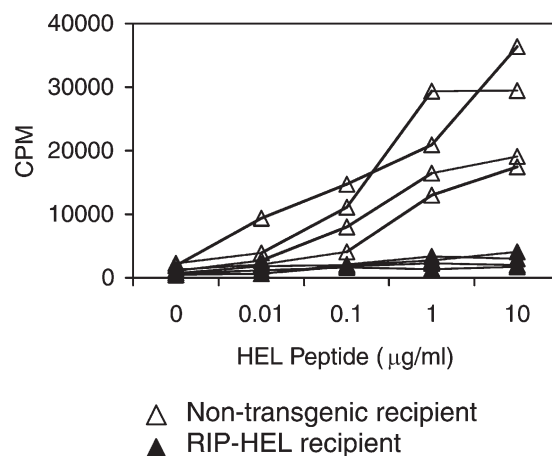 40000
30000
20000
10000
0
CPM
0 0.01 0.1 1 10
HEL Peptide (μg/ml)
△ Non-transgenic recipient
▲ RIP-HEL recipient